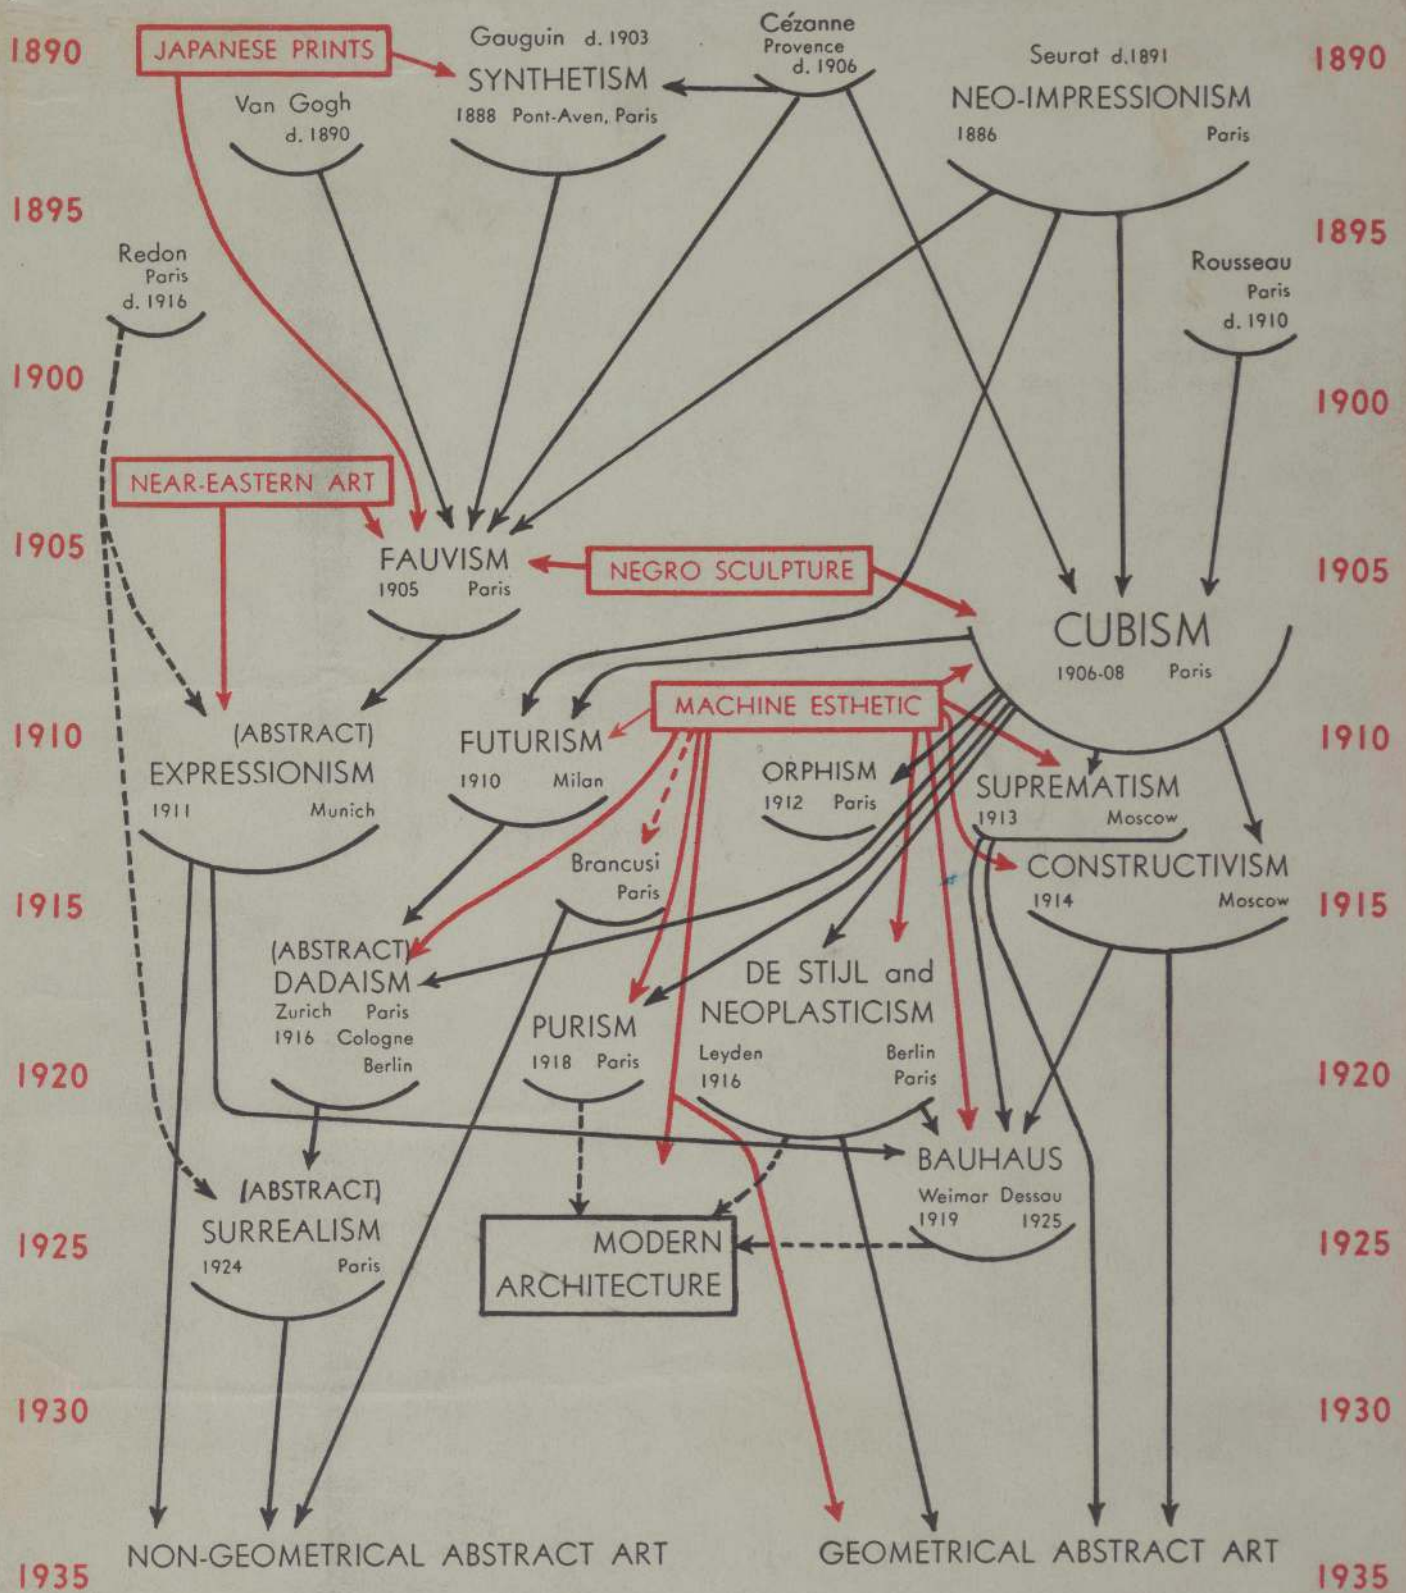 1890
JAPANESE PRINTS
Gauguin d. 1903
SYNTHETISM
1888 Pont-Aven, Paris
Cézanne
Provence
d. 1906
Seurat d.1891
NEO-IMPRESSIONISM
1886 Paris
1890
Van Gogh
d. 1890
1895
1895
Redon
Paris
d. 1916
Rousseau
Paris
d. 1910
1900
1900
NEAR-EASTERN ART
1905
FAUVISM
1905 Paris
NEGRO SCULPTURE
1905
CUBISM
1906-08 Paris
1910
(ABSTRACT)
EXPRESSIONISM
1911 Munich
FUTURISM
1910 Milan
MACHINE ESTHETIC
ORPHISM
1912 Paris
SUPREMATISM
1913 Moscow
1910
Brancusi
Paris
CONSTRUCTIVISM
1914 Moscow
1915
1915
(ABSTRACT)
DADAISM
Zurich Paris
1916 Cologne
Berlin
PURISM
1918 Paris
DE STIJL and
NEOPLASTICISM
Leyden Berlin
1916 Paris
1920
1920
BAUHAUS
Weimar Dessau
1919 1925
(ABSTRACT)
SURREALISM
1924 Paris
MODERN
ARCHITECTURE
1925
1925
1930
1930
NON-GEOMETRICAL ABSTRACT ART
GEOMETRICAL ABSTRACT ART
1935
1935